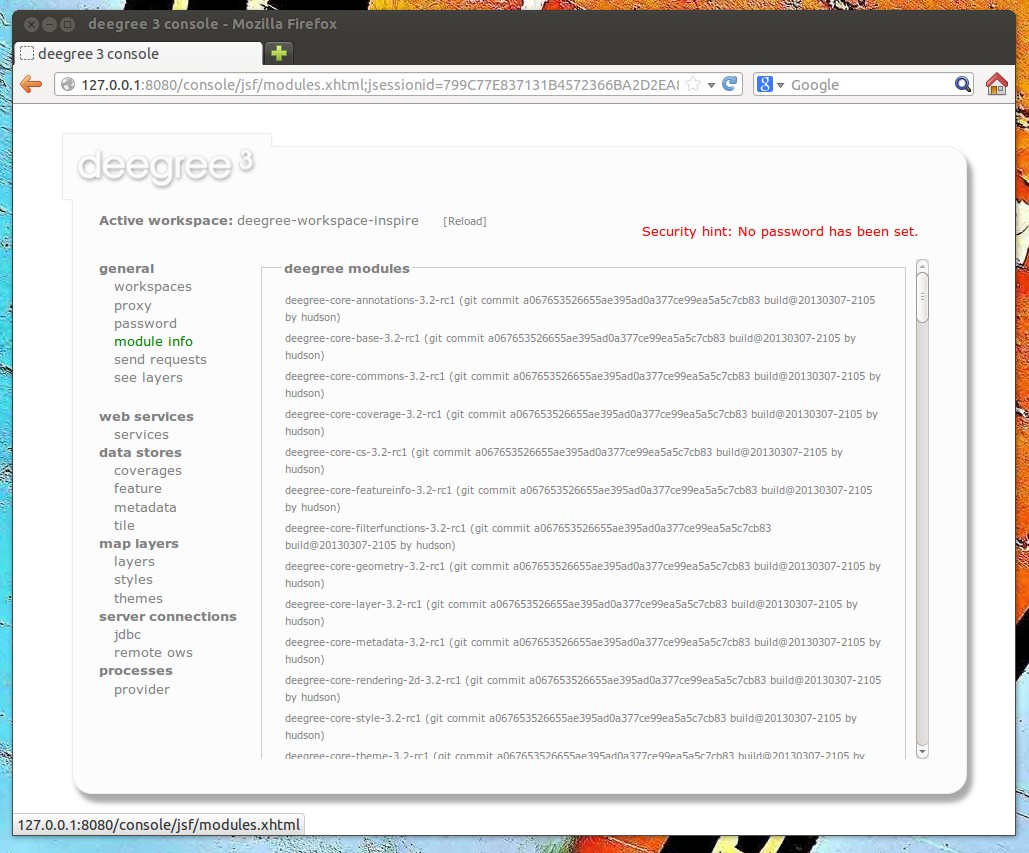 deegree 3 console - Mozilla Firefox
deegree 3 console
127.0.0.1:8080/console/jsf/modules.xhtml;jsessionid=799C77E837131B4572366BA2D2EA
Google
deegree 3
Active workspace: deegree-workspace-inspire [Reload]
Security hint: No password has been set.
general
workspaces
proxy
password
module info
send requests
see layers
web services
services
data stores
coverages
feature
metadata
tile
map layers
layers
styles
themes
server connections
jdbc
remote ows
processes
provider
deegree modules
deegree-core-annotations-3.2-rc1 (git commit a067653526655ae395ad0a377ce99ea5a5c7cb83 build@20130307-2105
by hudson)
deegree-core-base-3.2-rc1 (git commit a067653526655ae395ad0a377ce99ea5a5c7cb83 build@20130307-2105 by
hudson)
deegree-core-commons-3.2-rc1 (git commit a067653526655ae395ad0a377ce99ea5a5c7cb83 build@20130307-2105 by
hudson)
deegree-core-coverage-3.2-rc1 (git commit a067653526655ae395ad0a377ce99ea5a5c7cb83 build@20130307-2105 by
hudson)
deegree-core-cs-3.2-rc1 (git commit a067653526655ae395ad0a377ce99ea5a5c7cb83 build@20130307-2105 by
hudson)
deegree-core-featureinfo-3.2-rc1 (git commit a067653526655ae395ad0a377ce99ea5a5c7cb83 build@20130307-2105
by hudson)
deegree-core-filterfunctions-3.2-rc1 (git commit a067653526655ae395ad0a377ce99ea5a5c7cb83
build@20130307-2105 by hudson)
deegree-core-geometry-3.2-rc1 (git commit a067653526655ae395ad0a377ce99ea5a5c7cb83 build@20130307-2105 by
hudson)
deegree-core-layer-3.2-rc1 (git commit a067653526655ae395ad0a377ce99ea5a5c7cb83 build@20130307-2105 by
hudson)
deegree-core-metadata-3.2-rc1 (git commit a067653526655ae395ad0a377ce99ea5a5c7cb83 build@20130307-2105 by
hudson)
deegree-core-rendering-2d-3.2-rc1 (git commit a067653526655ae395ad0a377ce99ea5a5c7cb83 build@20130307-2105
by hudson)
deegree-core-style-3.2-rc1 (git commit a067653526655ae395ad0a377ce99ea5a5c7cb83 build@20130307-2105 by
hudson)
deegree-core-theme-3.2-rc1 (git commit a067653526655ae395ad0a377ce99ea5a5c7cb83 build@20130307-2105 by
127.0.0.1:8080/console/jsf/modules.xhtml